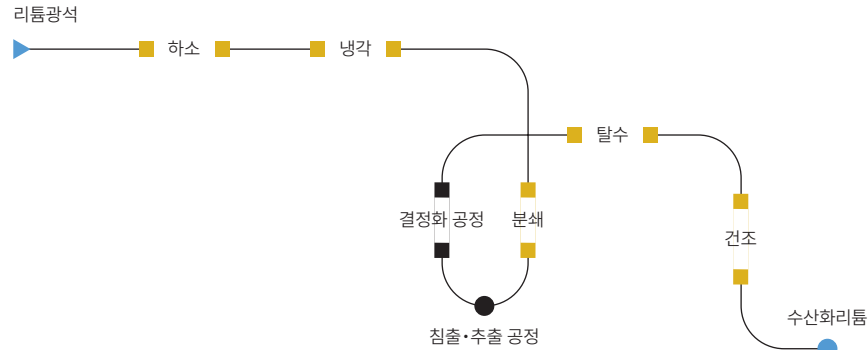 리튬광석
하소
냉각
탈수
결정화 공정
분쇄
건조
수산화리튬
침출·추출 공정